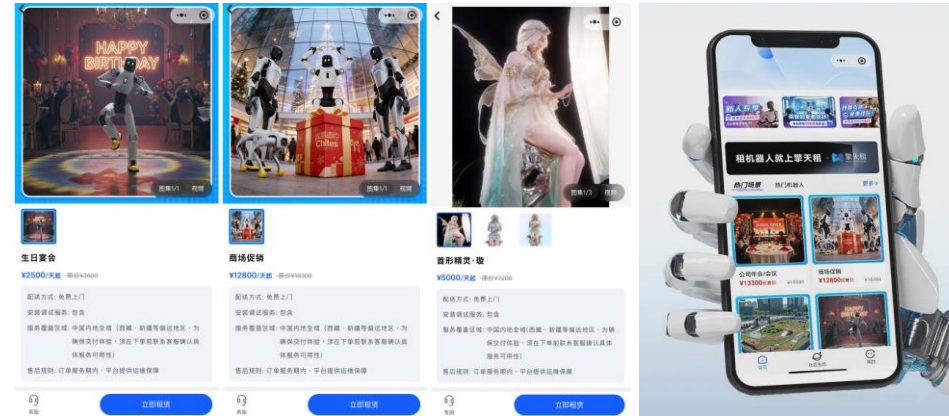 HAPPY
BIRTHDAY
图集1/1 视频
生日宴会
¥2500/天起
配送方式: 免费上门
安装调试服务: 包含
服务覆盖区域: 中国内地全域 (西藏、新疆等偏远地区、为
确保交付体验、须在下单前联系客服确认具
体服务可用性)
售后规则: 订单服务期内、平台提供运维保障
客服
立即租赁
图集1/1 视频
商场促销
¥12800/天起
配送方式: 免费上门
安装调试服务: 包含
服务覆盖区域: 中国内地全域 (西藏、新疆等偏远地区、为
确保交付体验、须在下单前联系客服确认具
体服务可用性)
售后规则: 订单服务期内、平台提供运维保障
客服
立即租赁
图集1/3 视频
首形精灵·璇
¥5000/天起 原价¥7200
配送方式: 免费上门
安装调试服务: 包含
服务覆盖区域: 中国内地全域(西藏、新疆等偏远地区、为确
保交付体验、须在下单前联系客服确认具体
服务可用性)
售后规则: 订单服务期内、平台提供运维保障
客服
立即租赁
租机器人就上擎天租 擎天租
热门场景 热门机器人 更多
公司年会/会议
¥13300
商场促销
¥12800
首页
我的